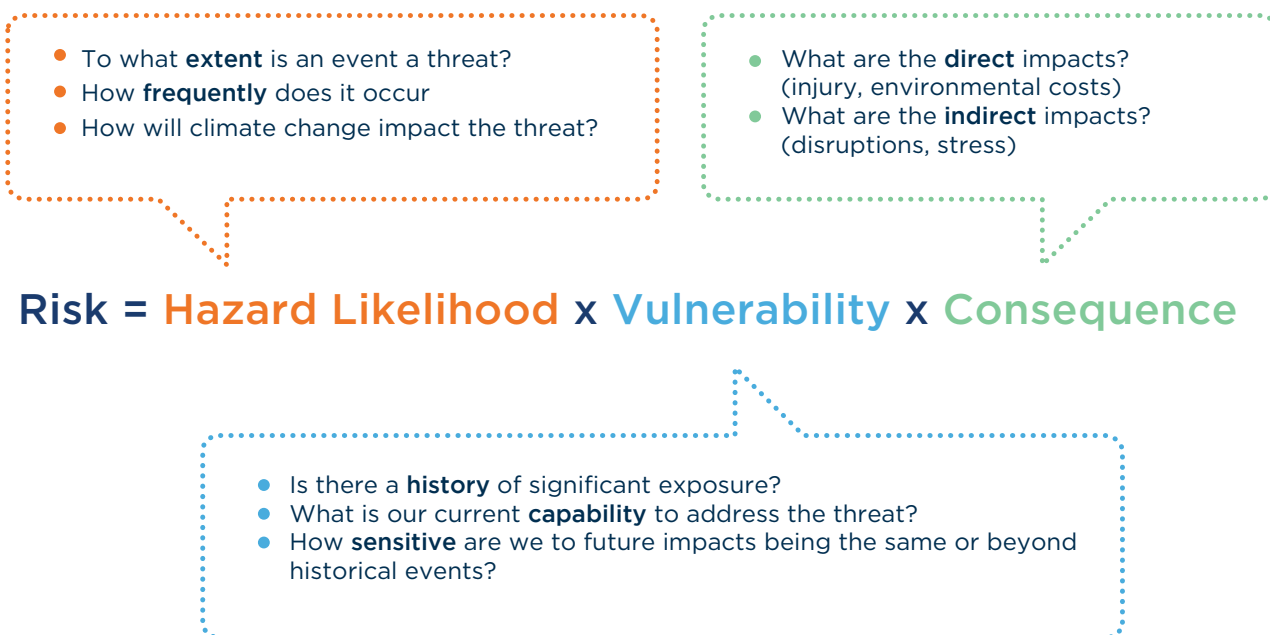 To what extent is an event a threat?
How frequently does it occur
How will climate change impact the threat?
What are the direct impacts?
(injury, environmental costs)
What are the indirect impacts?
(disruptions, stress)
Risk = Hazard Likelihood x Vulnerability x Consequence
Is there a history of significant exposure?
What is our current capability to address the threat?
How sensitive are we to future impacts being the same or beyond
historical events?